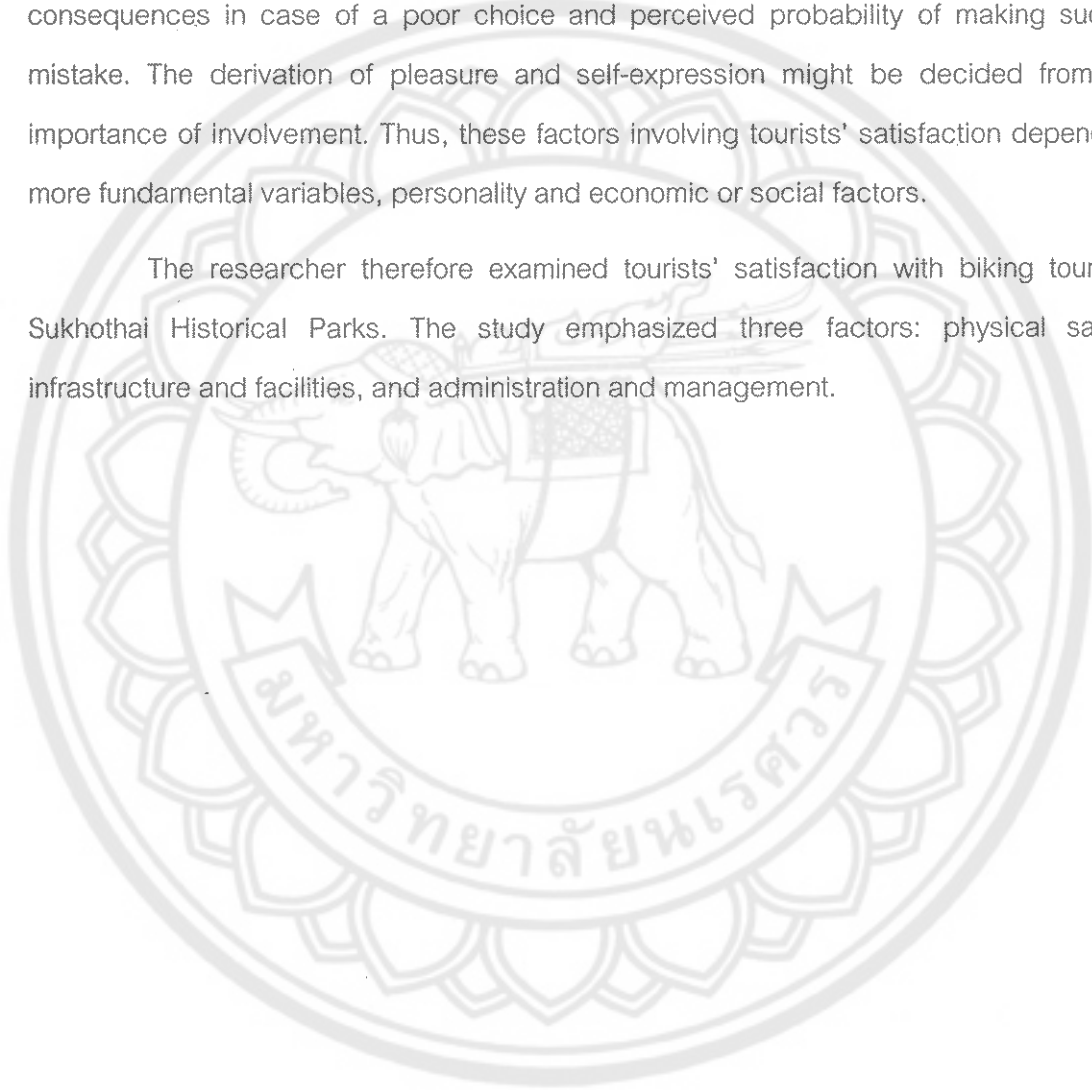 consequences in case of a poor choice and perceived probability of making
mistake. The derivation of pleasure and self-expression might be decided from
importance of involvement. Thus, these factors involving tourists' satisfaction
more fundamental variables, personality and economic or social factors.
The researcher therefore examined tourists' satisfaction with biking
Sukhothai Historical Parks. The study emphasized three factors: physical
infrastructure and facilities, and administration and management.
มหาวิทยาลัยนเรศวร